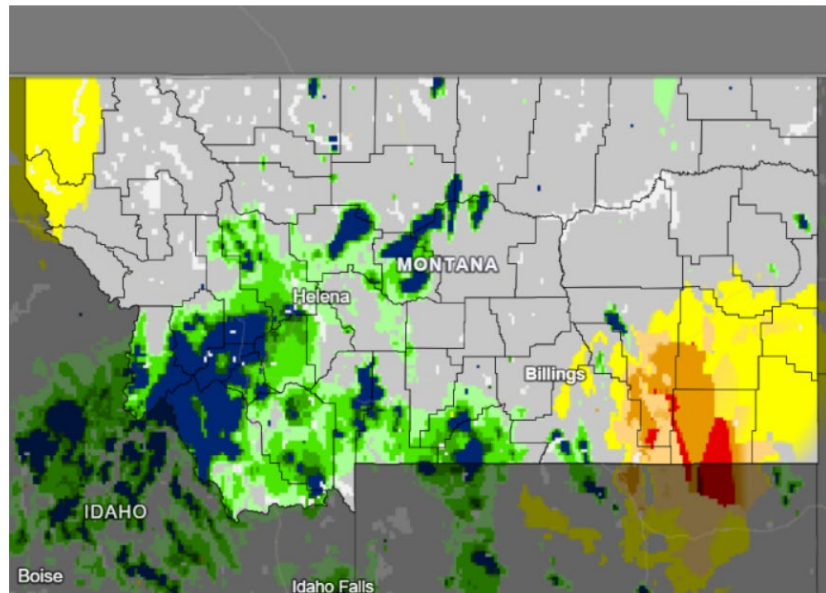 MONTANA
Helena
Billings
IDAHO
Boise
Idaho Falls